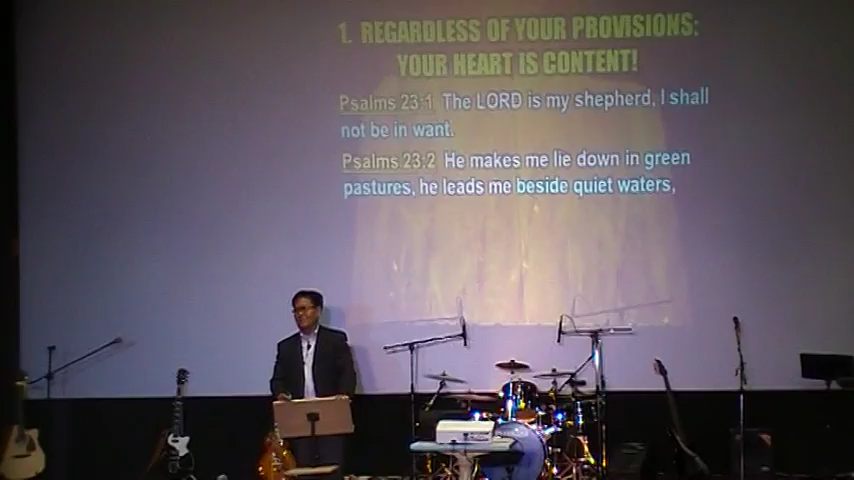 1. REGARDLESS OF YOUR PROVISIONS:
YOUR HEART IS CONTENT!
Psalms 23:1 The LORD is my shepherd, I shall
not be in want.
Psalms 23:2 He makes me lie down in green
pastures, he leads me beside quiet waters,